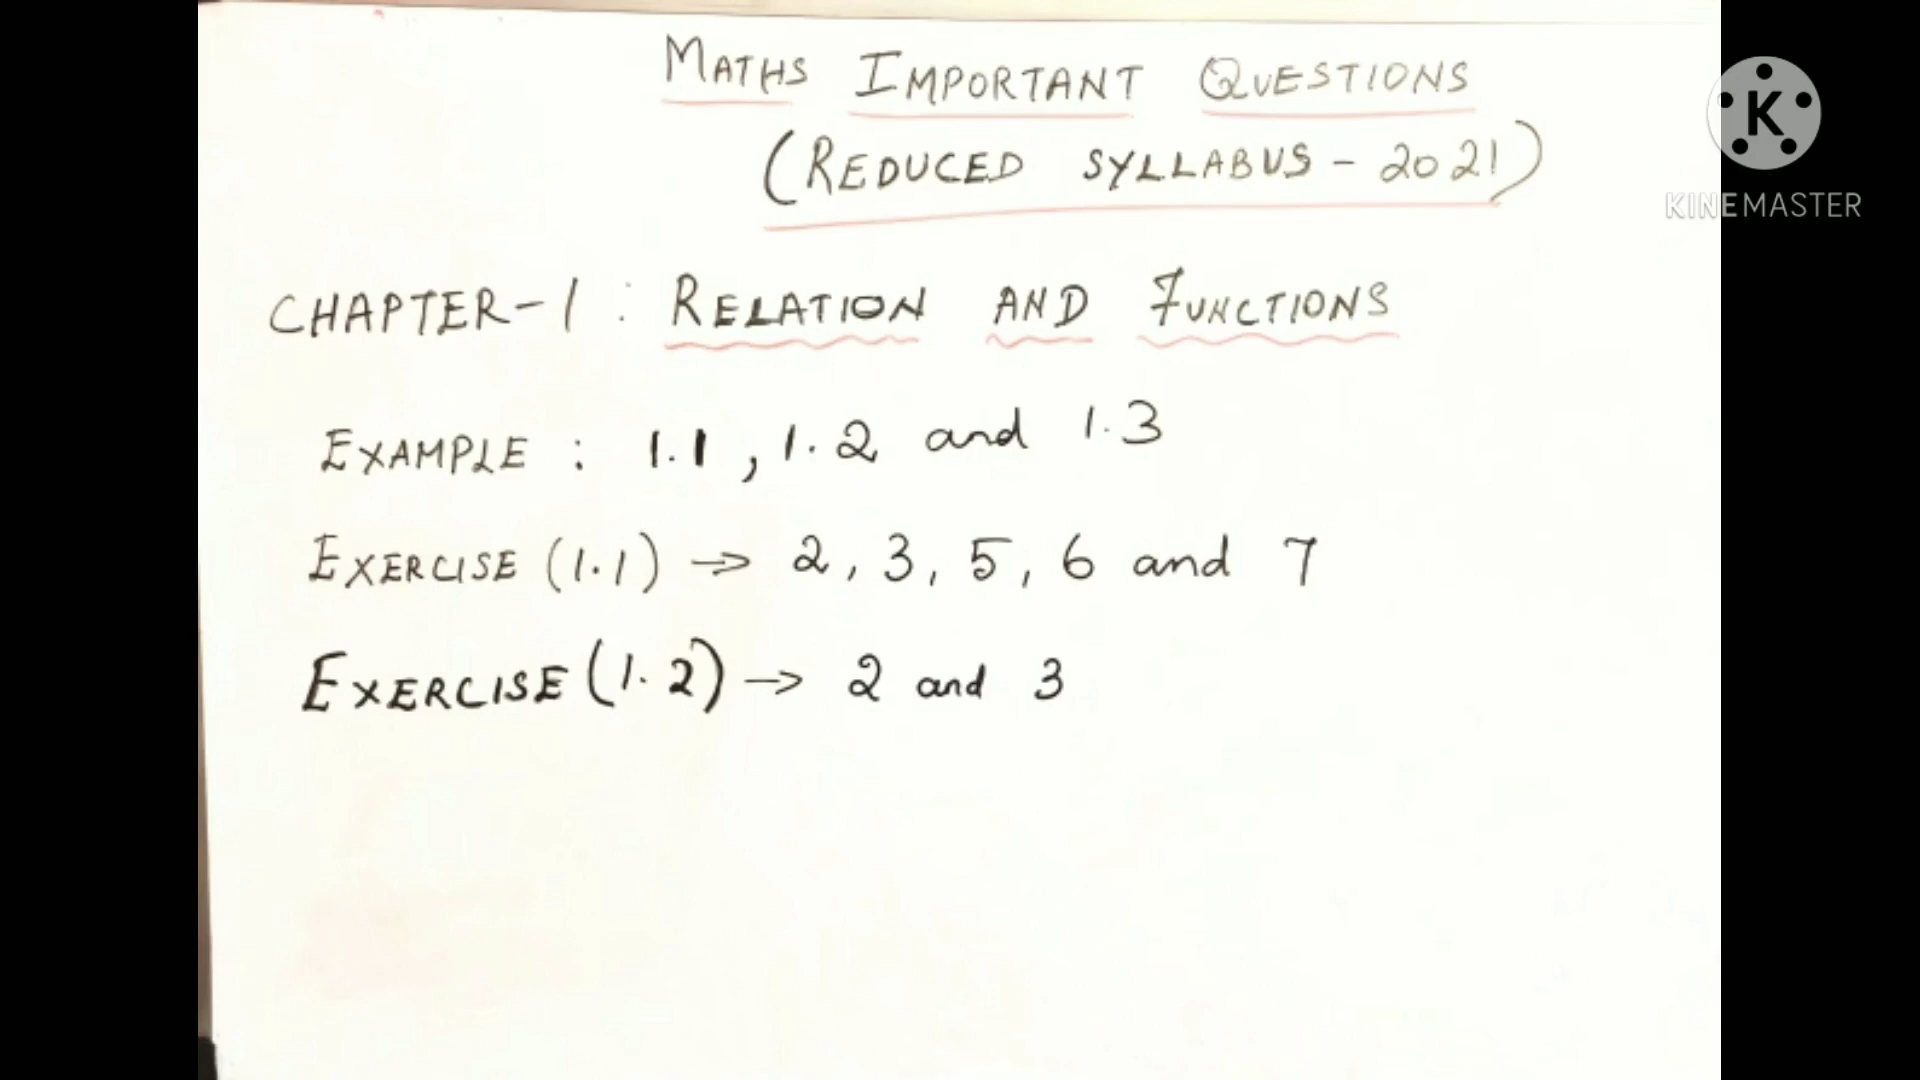 MATHS IMPORTANT QUESTIONS
(REDUCED SYLLABUS - 2021)
K
KINEMASTER
CHAPTER-1 : RELATION AND FUNCTIONS
EXAMPLE : 1.1, 1.2 and 1.3
EXERCISE (1.1) → 2, 3, 5, 6 and 7
EXERCISE (1.2) → 2 and 3